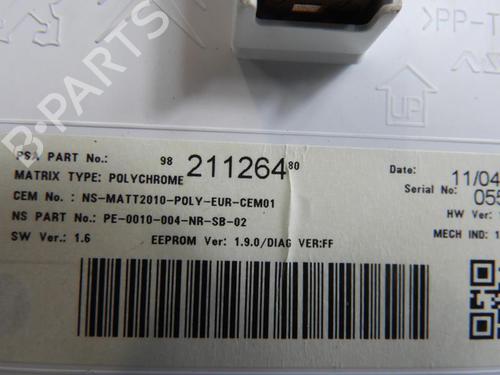 >PP-T
UP
B-PARTS
PSA PART No.: 98 211264 80
MATRIX TYPE: POLYCHROME
CEM No. : NS-MATT2010-POLY-EUR-CEM01
NS PART No.: PE-0010-004-NR-SB-02
SW Ver.: 1.6 EEPROM Ver: 1.9.0/DIAG VER:FF
Date: 11/04
Serial No: 055
HW Ver:
MECH IND: 1